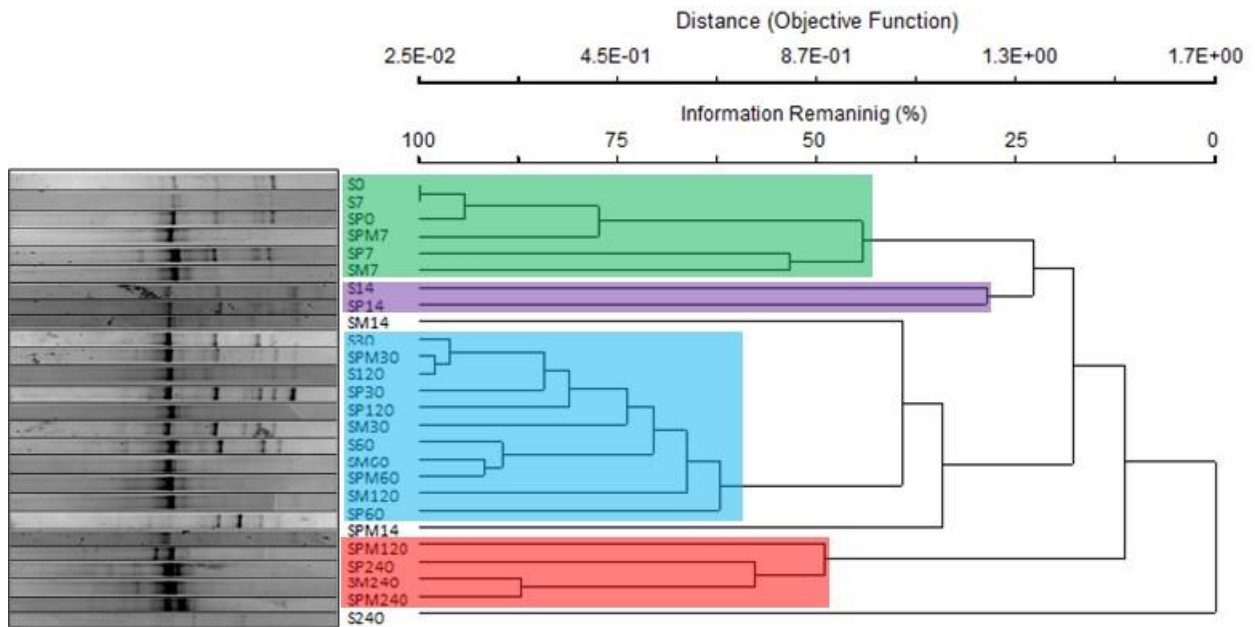 Distance (Objective Function)
2.5E-02 4.5E-01 8.7E-01 1.3E+00 1.7E+00
Information Remaninig (%)
100 75 50 25 0
S0
S7
SP0
SPM7
SP7
SM7
S14
SP14
SM14
S30
SPM30
S120
SP30
SP120
SM30
S60
SM60
SPM60
SM120
SP60
SPM14
SPM120
SP240
SM240
SPM240
S240